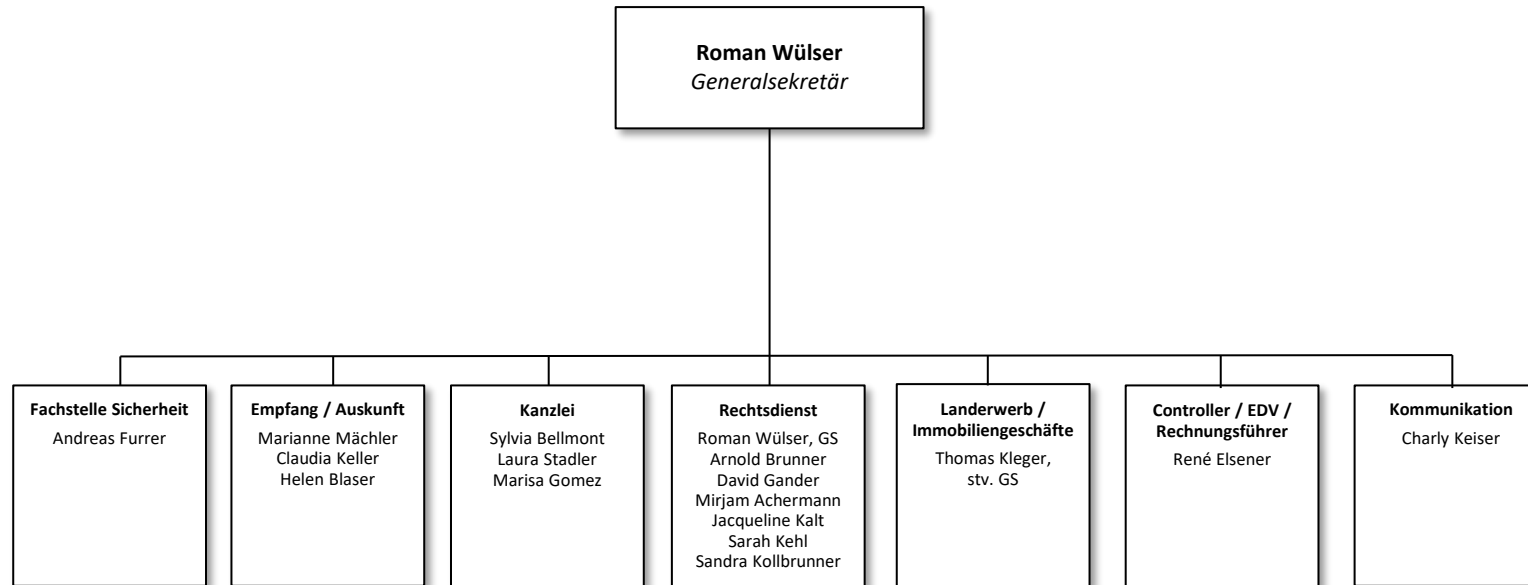 Roman Wülser
Generalsekretär
Fachstelle Sicherheit
Andreas Furrer
Empfang / Auskunft
Marianne Mächler
Claudia Keller
Helen Blaser
Kanzlei
Sylvia Bellmont
Laura Stadler
Marisa Gomez
Rechtsdienst
Roman Wülser, GS
Arnold Brunner
David Gander
Mirjam Achermann
Jacqueline Kalt
Sarah Kehl
Sandra Kollbrunner
Landerwerb /
Immobiliengeschäfte
Thomas Kleger,
stv. GS
Controller / EDV /
Rechnungsführer
René Elsener
Kommunikation
Charly Keiser